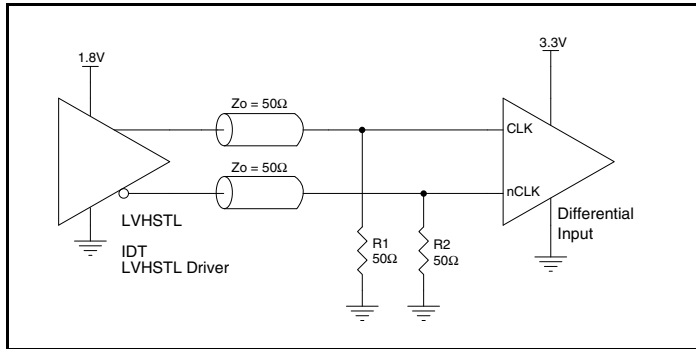 1.8V
3.3V
Zo = 50Ω
CLK
Zo = 50Ω
nCLK
LVHSTL
IDT
LVHSTL Driver
R1
50Ω
R2
50Ω
Differential
Input